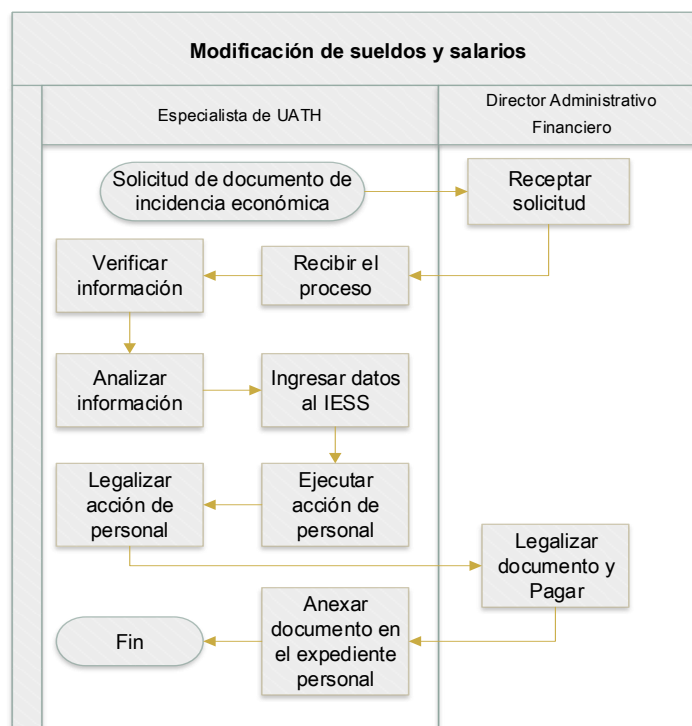 Modificación de sueldos y salarios
Especialista de UATH
Director Administrativo
Financiero
Solicitud de documento de
incidencia económica
Receptar
solicitud
Verificar
información
Recibir el
proceso
Analizar
información
Ingresar datos
al IESS
Legalizar
acción de
personal
Ejecutar
acción de
personal
Legalizar
documento y
Pagar
Fin
Anexar
documento en
el expediente
personal